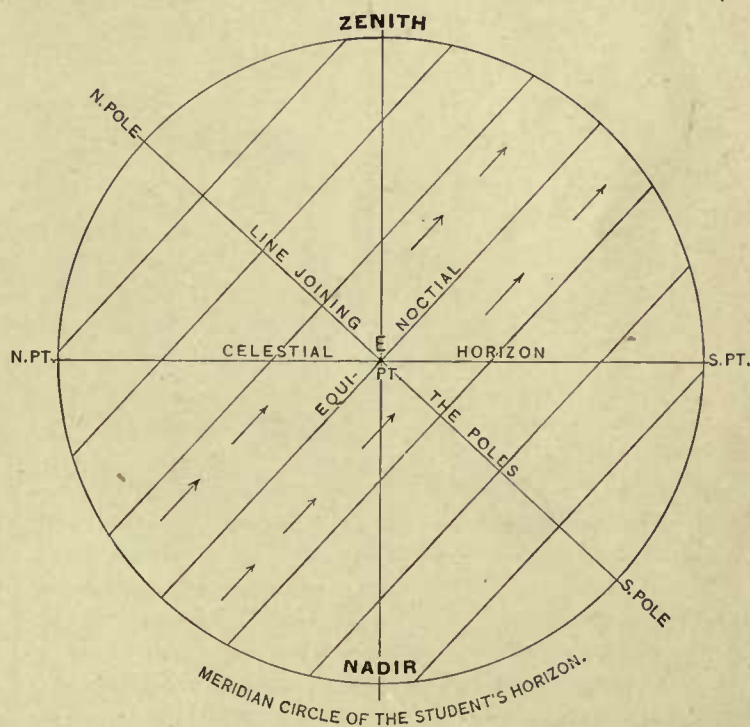 ZENITH
N. POLE
LINE JOINING
NOCTIAL
E
N. PT.
CELESTIAL
HORIZON
S. PT.
PT.
EQUI-
THE POLES
S. POLE
NADIR
MERIDIAN CIRCLE OF THE STUDENT'S HORIZON.